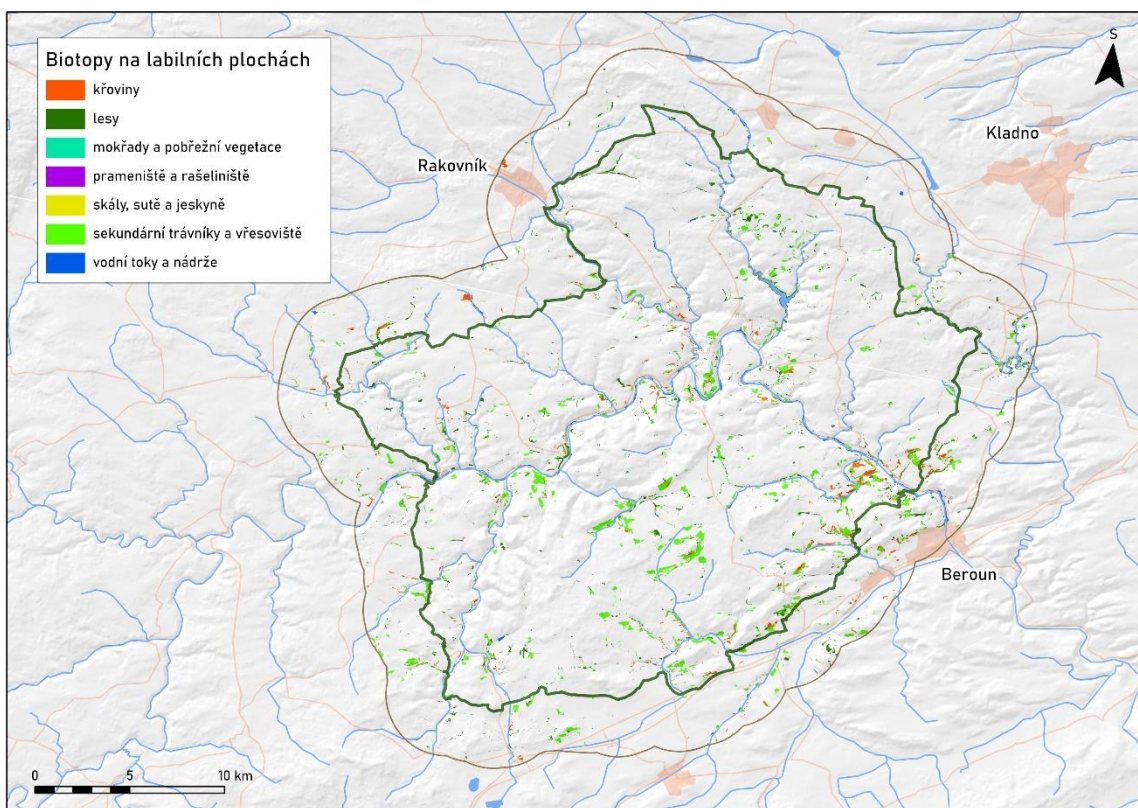 Biotopy na labilních plochách
křoviny
lesy
mokřady a pobřežní vegetace
prameniště a rašeliniště
skály, sutě a jeskyně
sekundární trávníky a vřesoviště
vodní toky a nádrže
S
Kladno
Rakovník
Beroun
0 5 10 km